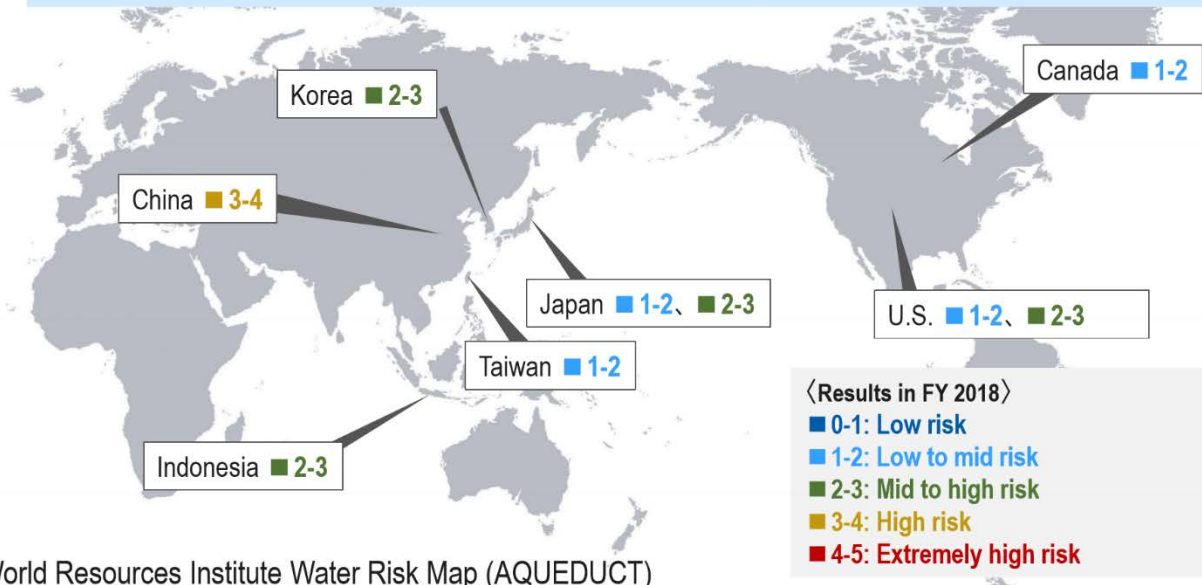 Canada ■ 1-2
Korea ■ 2-3
China ■ 3-4
Japan ■ 1-2、 ■ 2-3
U.S. ■ 1-2、 ■ 2-3
Taiwan ■ 1-2
Indonesia ■ 2-3
〈Results in FY 2018〉
■ 0-1: Low risk
■ 1-2: Low to mid risk
■ 2-3: Mid to high risk
■ 3-4: High risk
■ 4-5: Extremely high risk
World Resources Institute Water Risk Map (AQUEDUCT)